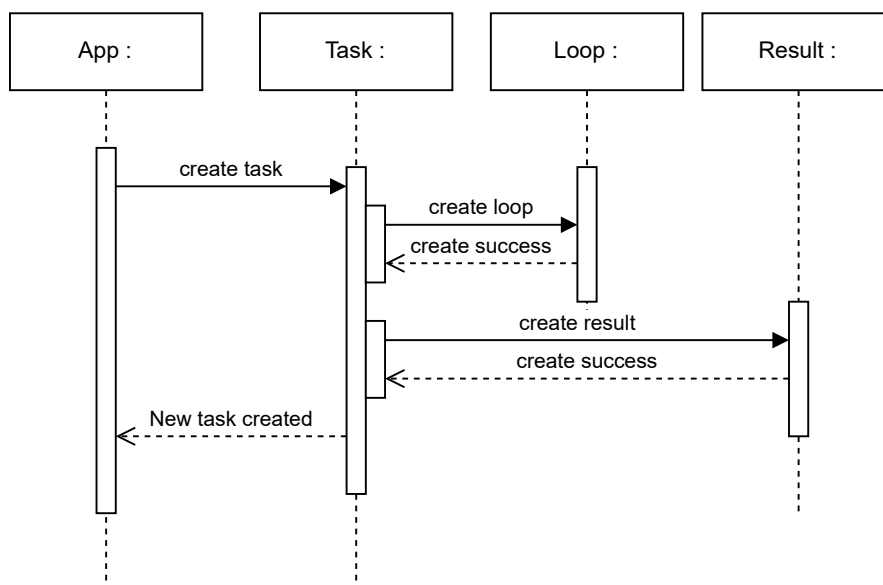 App :
Task :
Loop :
Result :
create task
create loop
create success
create result
create success
New task created